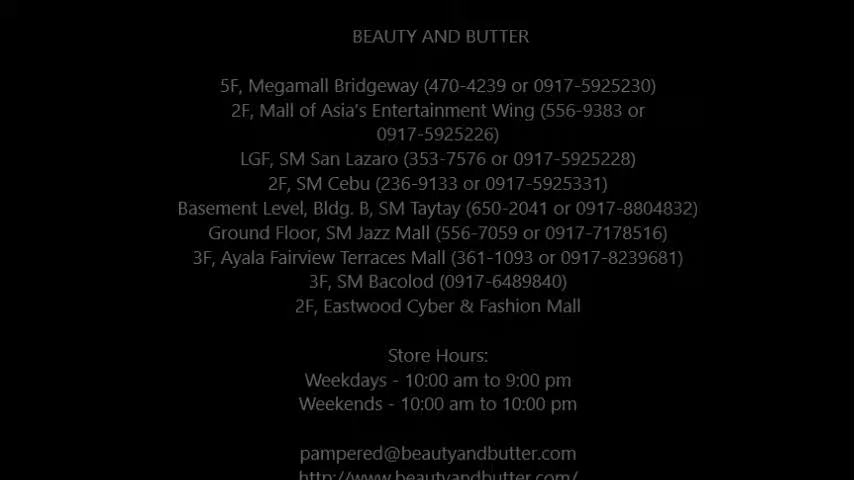 BEAUTY AND BUTTER
5F, Megamall Bridgeway (470-4239 or 0917-5925230)
2F, Mall of Asia's Entertainment Wing (556-9383 or
0917-5925226)
LGF, SM San Lazaro (353-7576 or 0917-5925228)
2F, SM Cebu (236-9133 or 0917-5925331)
Basement Level, Bldg. B, SM Taytay (650-2041 or 0917-8804832)
Ground Floor, SM Jazz Mall (556-7059 or 0917-7178516)
3F, Ayala Fairview Terraces Mall (361-1093 or 0917-8239681)
3F, SM Bacolod (0917-6489840)
2F, Eastwood Cyber & Fashion Mall
Store Hours:
Weekdays - 10:00 am to 9:00 pm
Weekends - 10:00 am to 10:00 pm
pampered@beautyandbutter.com
http://www.beautyandbutter.com/